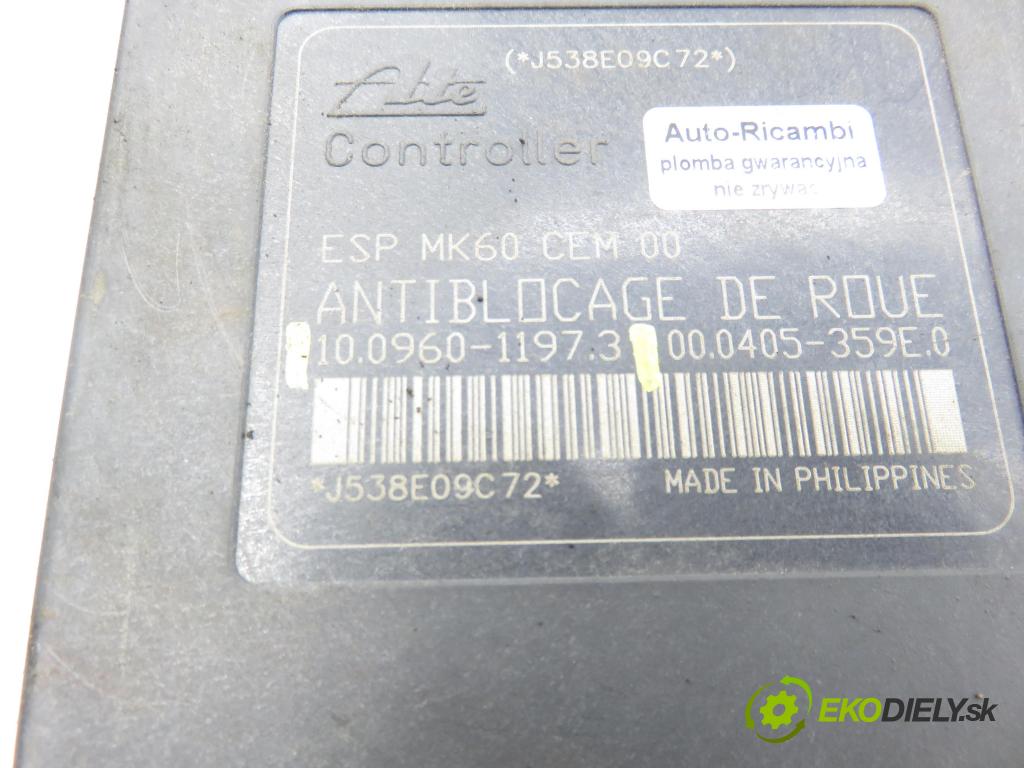 (*J538E09C72*)
Ate
Controller
Auto-Ricambi
plomba gwarancyjna
nie zrywać
ESP MK60 CEM 00
ANTIBLOCAGE DE ROUE
10.0960-1197.3 00.0405-359E.0
*J538E09C72* MADE IN PHILIPPINES
EKODIELY.sk